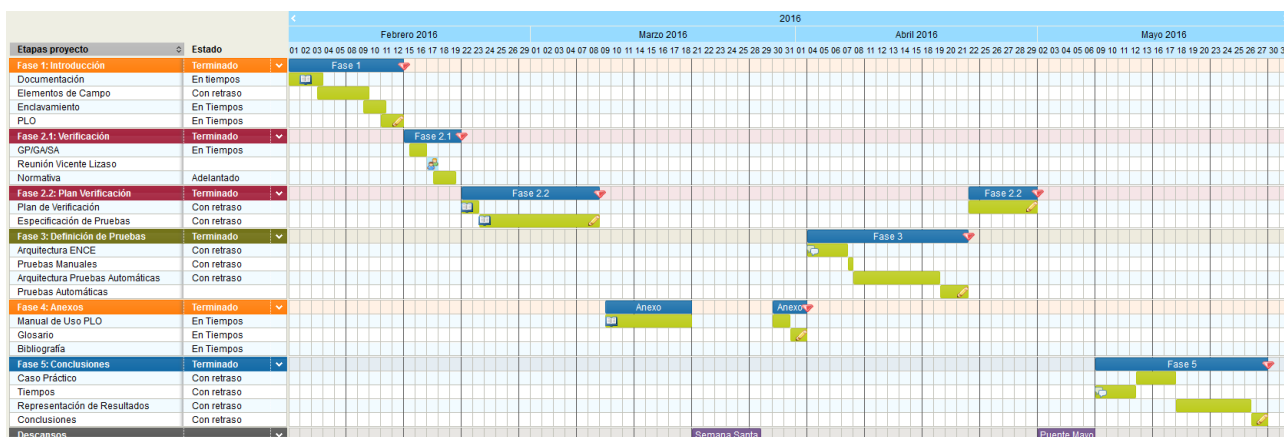 2016
Febrero 2016 Marzo 2016 Abril 2016 Mayo 2016
Etapas proyecto Estado 01 02 03 04 05 08 09 10 11 12 15 16 17 18 19 22 23 24 25 26 29 01 02 03 04 07 08 09 10 11 14 15 16 17 18 21 22 23 24 25 28 29 30 31 01 04 05 06 07 08 11 12 13 14 15 18 19 20 21 22 25 26 27 28 29 02 03 04 05 06 09 10 11 12 13 16 17 18 19 20 23 24 25 26 27 30
Fase 1: Introducción Terminado Fase 1
Documentación En tiempos
Elementos de Campo Con retraso
Enclavamiento En Tiempos
PLO En Tiempos
Fase 2.1: Verificación Terminado Fase 2.1
GP/GA/SA En Tiempos
Reunión Vicente Lizaso
Normativa Adelantado
Fase 2.2: Plan Verificación Terminado Fase 2.2 Fase 2.2
Plan de Verificación Con retraso
Especificación de Pruebas Con retraso
Fase 3: Definición de Pruebas Terminado Fase 3
Arquitectura ENCE Con retraso
Pruebas Manuales Con retraso
Arquitectura Pruebas Automáticas Con retraso
Pruebas Automáticas
Fase 4: Anexos Terminado Anexo Anexo
Manual de Uso PLO En Tiempos
Glosario En Tiempos
Bibliografía En Tiempos
Fase 5: Conclusiones Terminado Fase 5
Caso Práctico Con retraso
Tiempos Con retraso
Representación de Resultados Con retraso
Conclusiones Con retraso
Descansos Semana Santa Puente Mayo